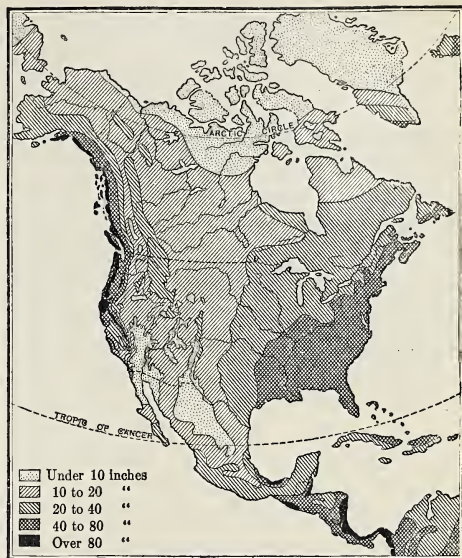 ARCTIC CIRCLE
TROPIC OF CANCER
Under 10 inches
10 to 20 "
20 to 40 "
40 to 80 "
Over 80 "